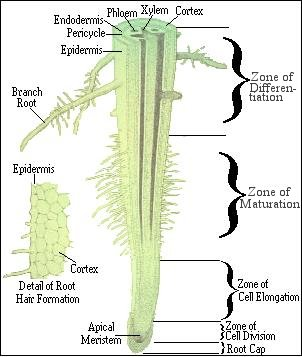 Phloem
Xylem
Cortex
Endodermis
Pericycle
Epidermis
Branch
Root
Zone of
Differen-
tiation
Epidermis
Zone of
Maturation
Cortex
Detail of Root
Hair Formation
Zone of
Cell Elongation
Apical
Meristem
Zone of
Cell Division
Root Cap